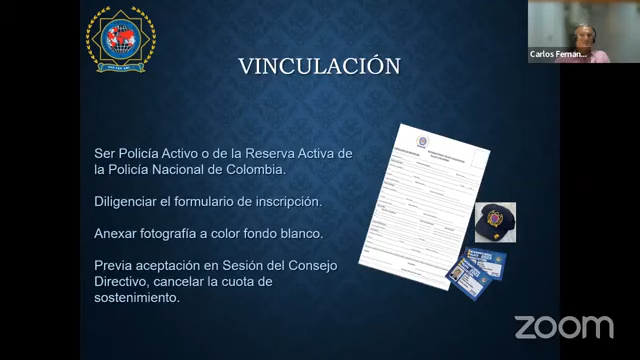 Carlos Fernán...
VINCULACIÓN
Ser Policía Activo o de la Reserva Activa de
la Policía Nacional de Colombia.
Diligenciar el formulario de inscripción.
Anexar fotografía a color fondo blanco.
Previa aceptación en Sesión del Consejo
Directivo, cancelar la cuota de
sostenimiento.
zoom